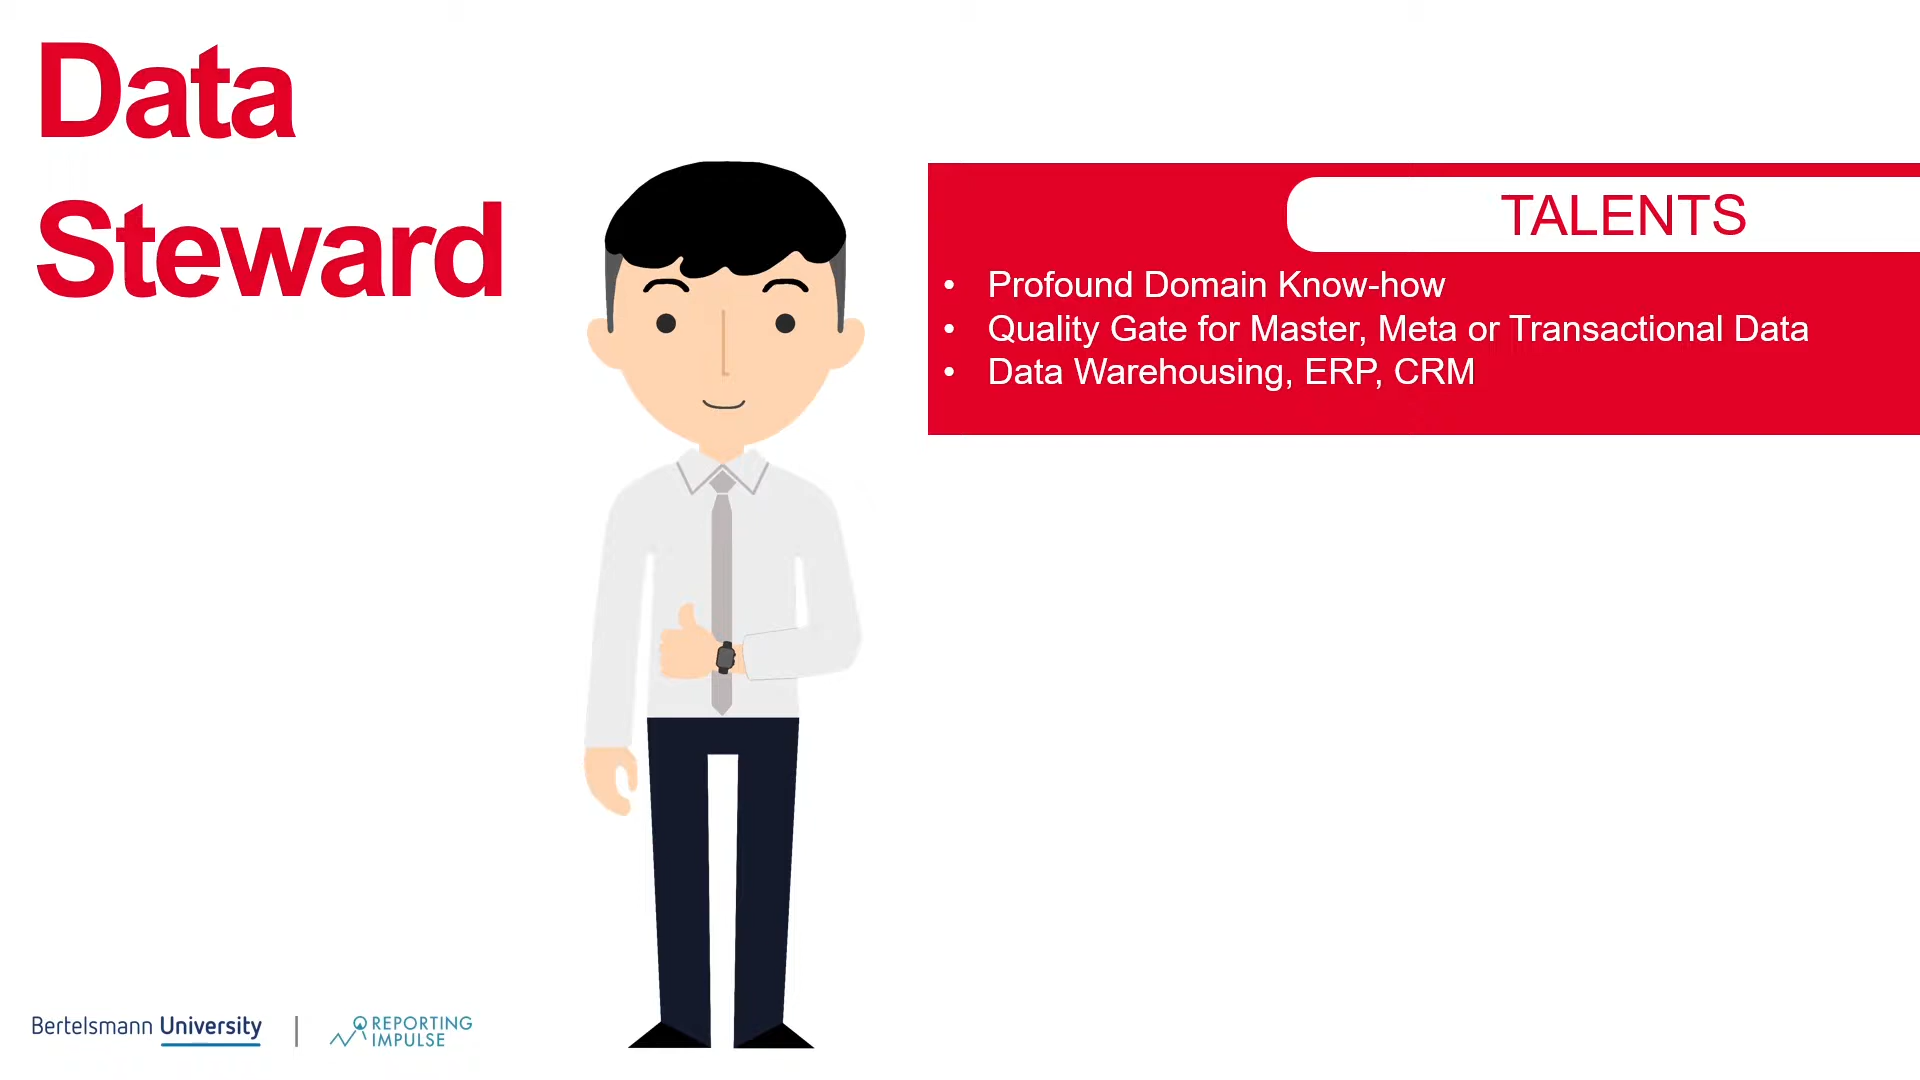 Data
Steward
TALENTS
• Profound Domain Know-how
• Quality Gate for Master, Meta or Transactional Data
• Data Warehousing, ERP, CRM
Bertelsmann University | REPORTING
IMPULSE